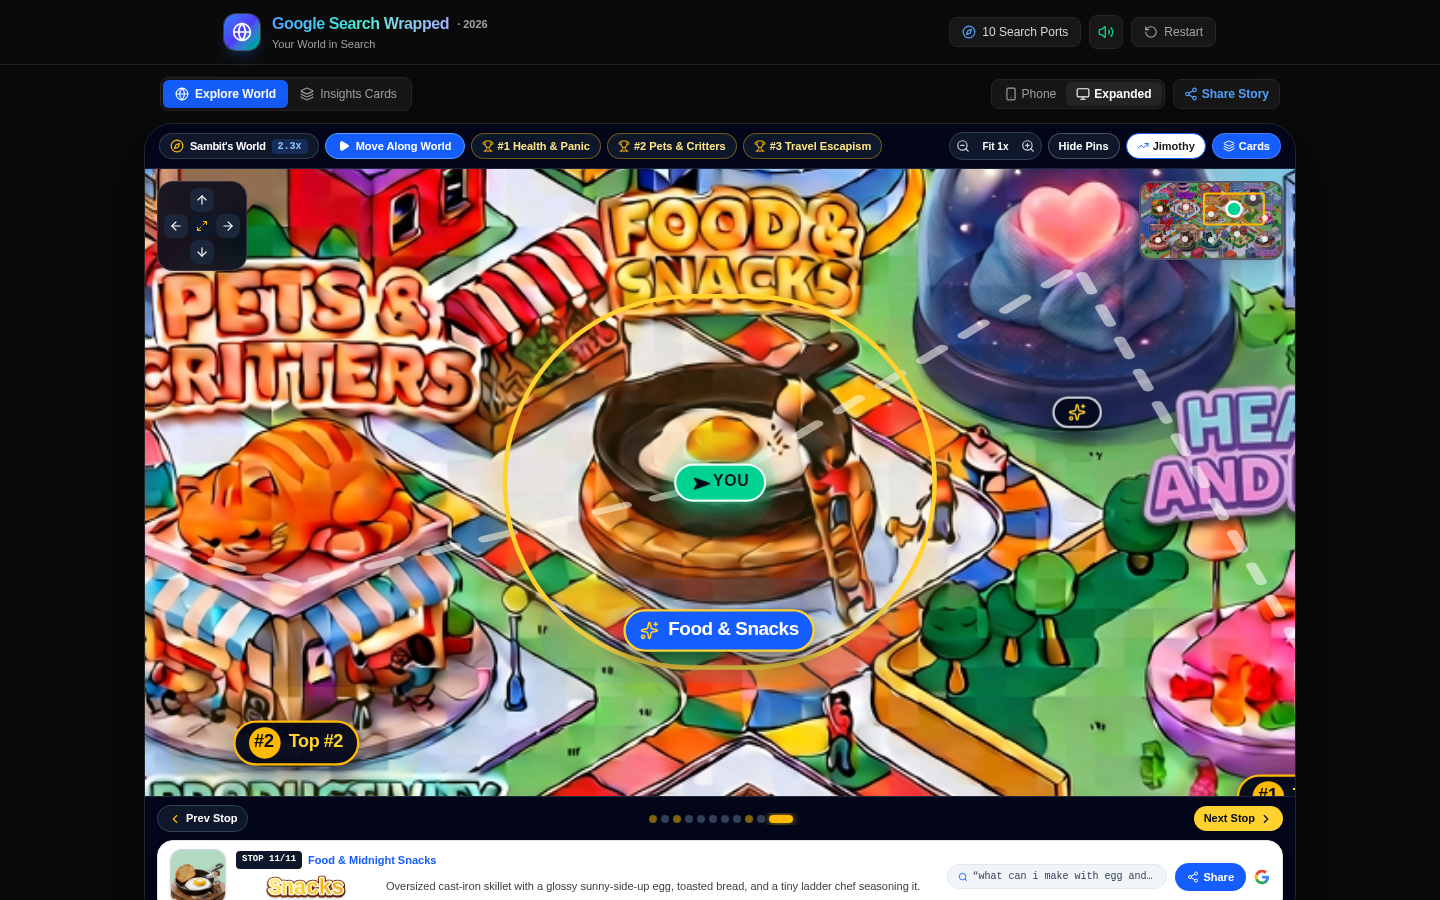 Google Search Wrapped · 2026
Your World in Search
10 Search Ports
Restart
Explore World
Insights Cards
Phone
Expanded
Share Story
Sambit's World 2.3x
Move Along World
#1 Health & Panic
#2 Pets & Critters
#3 Travel Escapism
Fit 1x
Hide Pins
Jimothy
Cards
FOOD &
SNACKS
PETS &
CRITTERS
HEA
AND
YOU
Food & Snacks
#2 Top #2
#1
PRODUCTIVITY
Prev Stop
Next Stop
STOP 11/11 Food & Midnight Snacks
Snacks
Oversized cast-iron skillet with a glossy sunny-side-up egg, toasted bread, and a tiny ladder chef seasoning it.
“what can i make with egg and…
Share